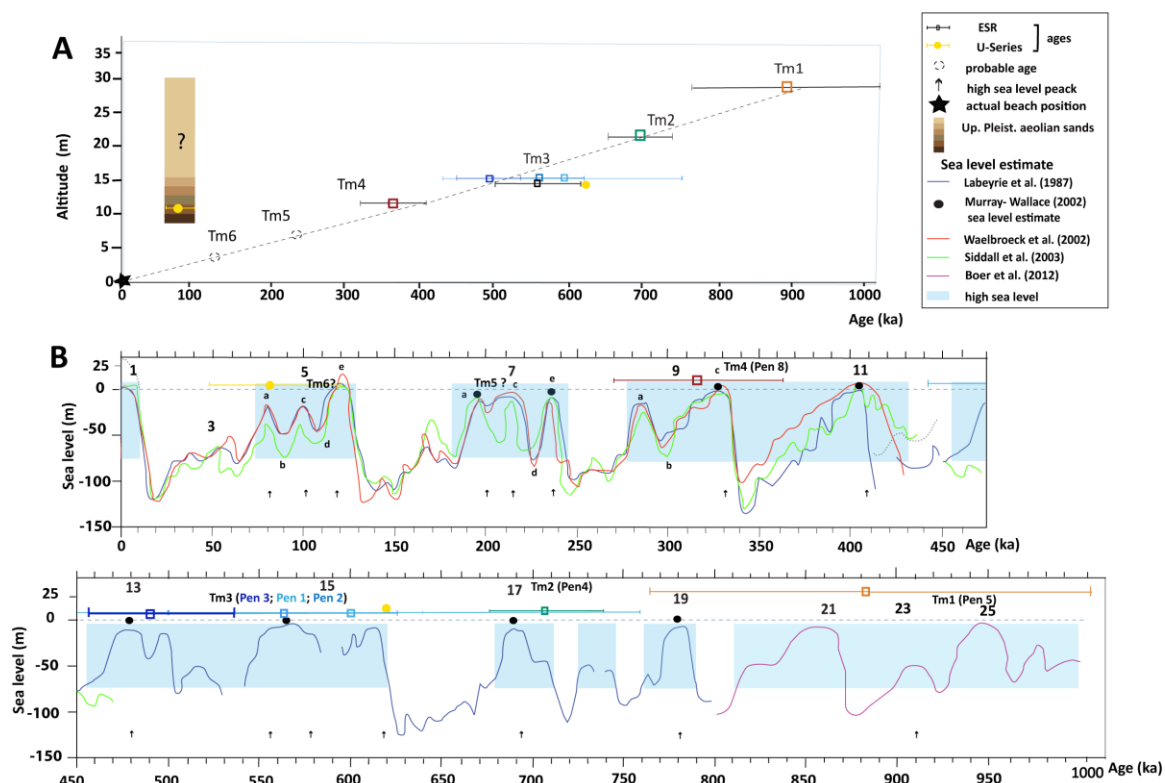 A
35
30
25
20
15
10
5
0
Altitude (m)
?
Tm1
Tm2
Tm3
Tm4
Tm5
Tm6
0 100 200 300 400 500 600 700 800 900 1000
Age (ka)
ESR
U-Series
ages
probable age
high sea level peack
actual beach position
Up. Pleist. aeolian sands
Sea level estimate
Labeyrie et al. (1987)
Murray- Wallace (2002)
sea level estimate
Waelbroeck et al. (2002)
Siddall et al. (2003)
Boer et al. (2012)
high sea level
B
25
0
-50
-100
-150
Sea level (m)
1 3 5 7 9 11
Tm6? Tm5 ? Tm4 (Pen 8)
e a c b d
a c e d
a c b
0 50 100 150 200 250 300 350 400 450 Age (ka)
25
0
-50
-100
-150
Sea level (m)
13 15 17 19 21 23 25
Tm3 (Pen 3; Pen 1; Pen 2) Tm2 (Pen4) Tm1 (Pen 5)
450 500 550 600 650 700 750 800 850 900 950 1000
Age (ka)